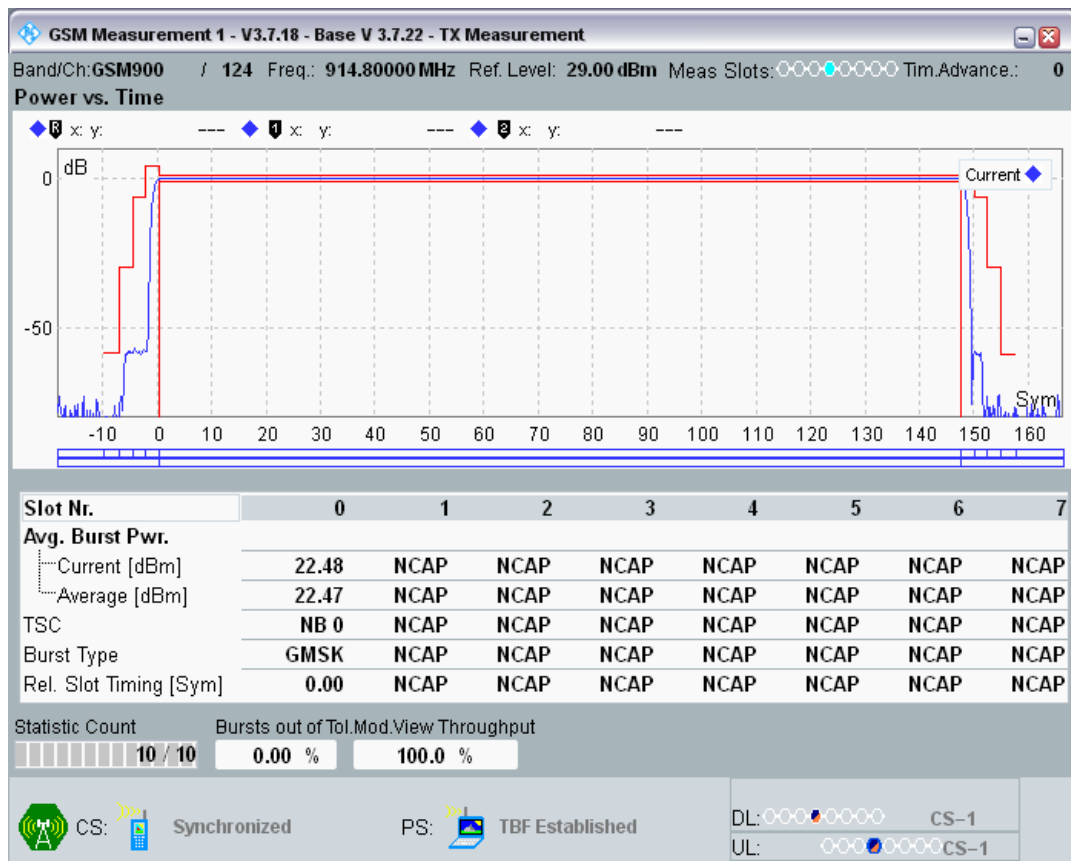 GSM Measurement 1 - V3.7.18 - Base V 3.7.22 - TX Measurement
Band/Ch:GSM900 / 124 Freq.: 914.80000 MHz Ref. Level: 29.00 dBm Meas Slots: Tim.Advance.: 0
Power vs. Time
R x: y: --- 1 x: y: --- 2 x: y: ---
dB
Current
0
-50
Sym
-10 0 10 20 30 40 50 60 70 80 90 100 110 120 130 140 150 160
Slot Nr. 0 1 2 3 4 5 6 7
Avg. Burst Pwr.
Current [dBm] 22.48 NCAP NCAP NCAP NCAP NCAP NCAP NCAP
Average [dBm] 22.47 NCAP NCAP NCAP NCAP NCAP NCAP NCAP
TSC NB 0 NCAP NCAP NCAP NCAP NCAP NCAP NCAP
Burst Type GMSK NCAP NCAP NCAP NCAP NCAP NCAP NCAP
Rel. Slot Timing [Sym] 0.00 NCAP NCAP NCAP NCAP NCAP NCAP NCAP
Statistic Count Bursts out of Tol.Mod.View Throughput
10 / 10 0.00 % 100.0 %
CS: Synchronized PS: TBF Established
DL: CS-1
UL: CS-1